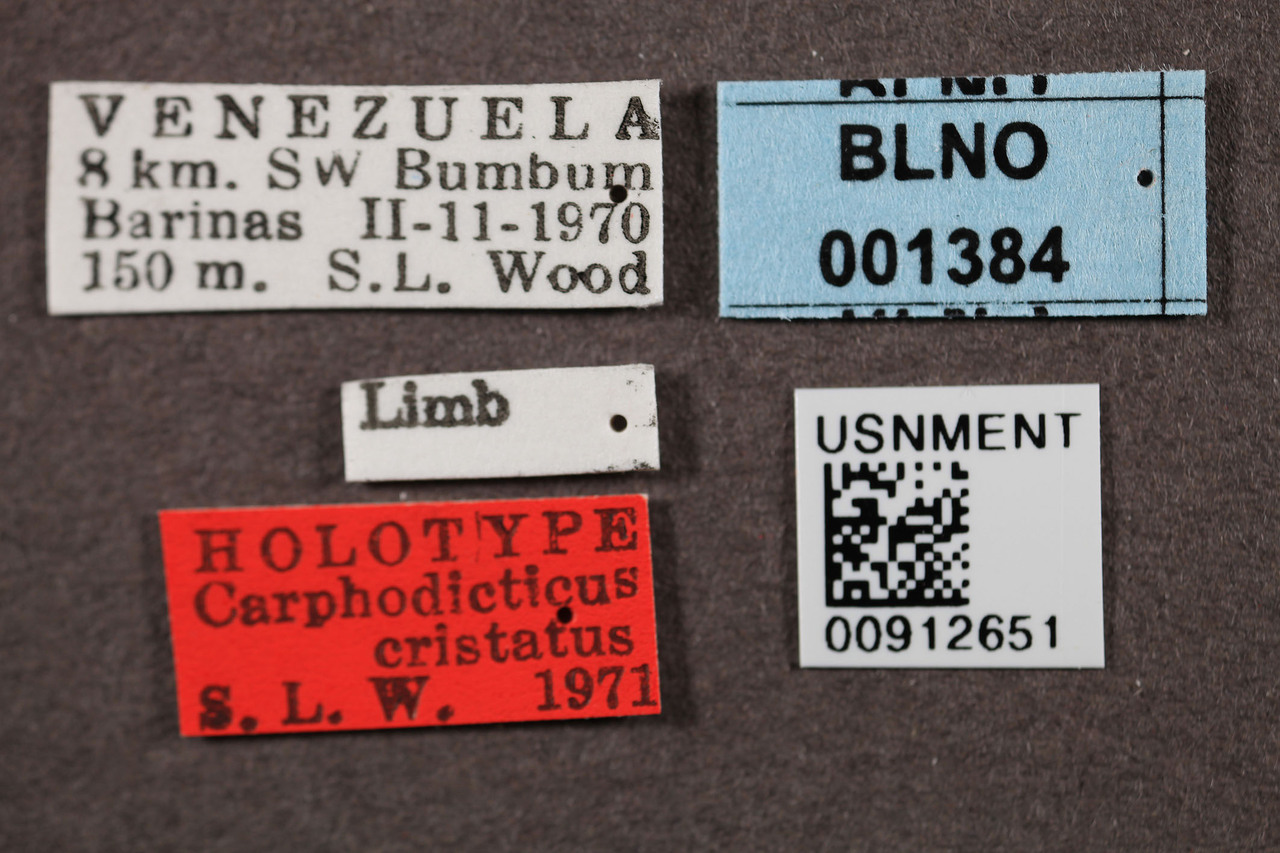 VENEZUELA
8 km. SW Bumbum
Barinas II-11-1970
150 m. S.L. Wood
BLNO
001384
Limb
USNMENT
00912651
HOLOTYPE
Carphodicticus
cristatus
S. L. W. 1971